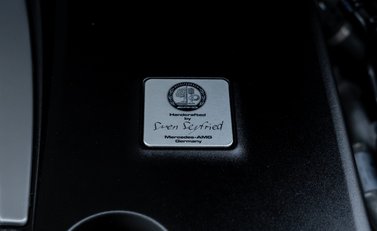 Handcrafted
by
Sven Seyfried
Mercedes-AMG
Germany